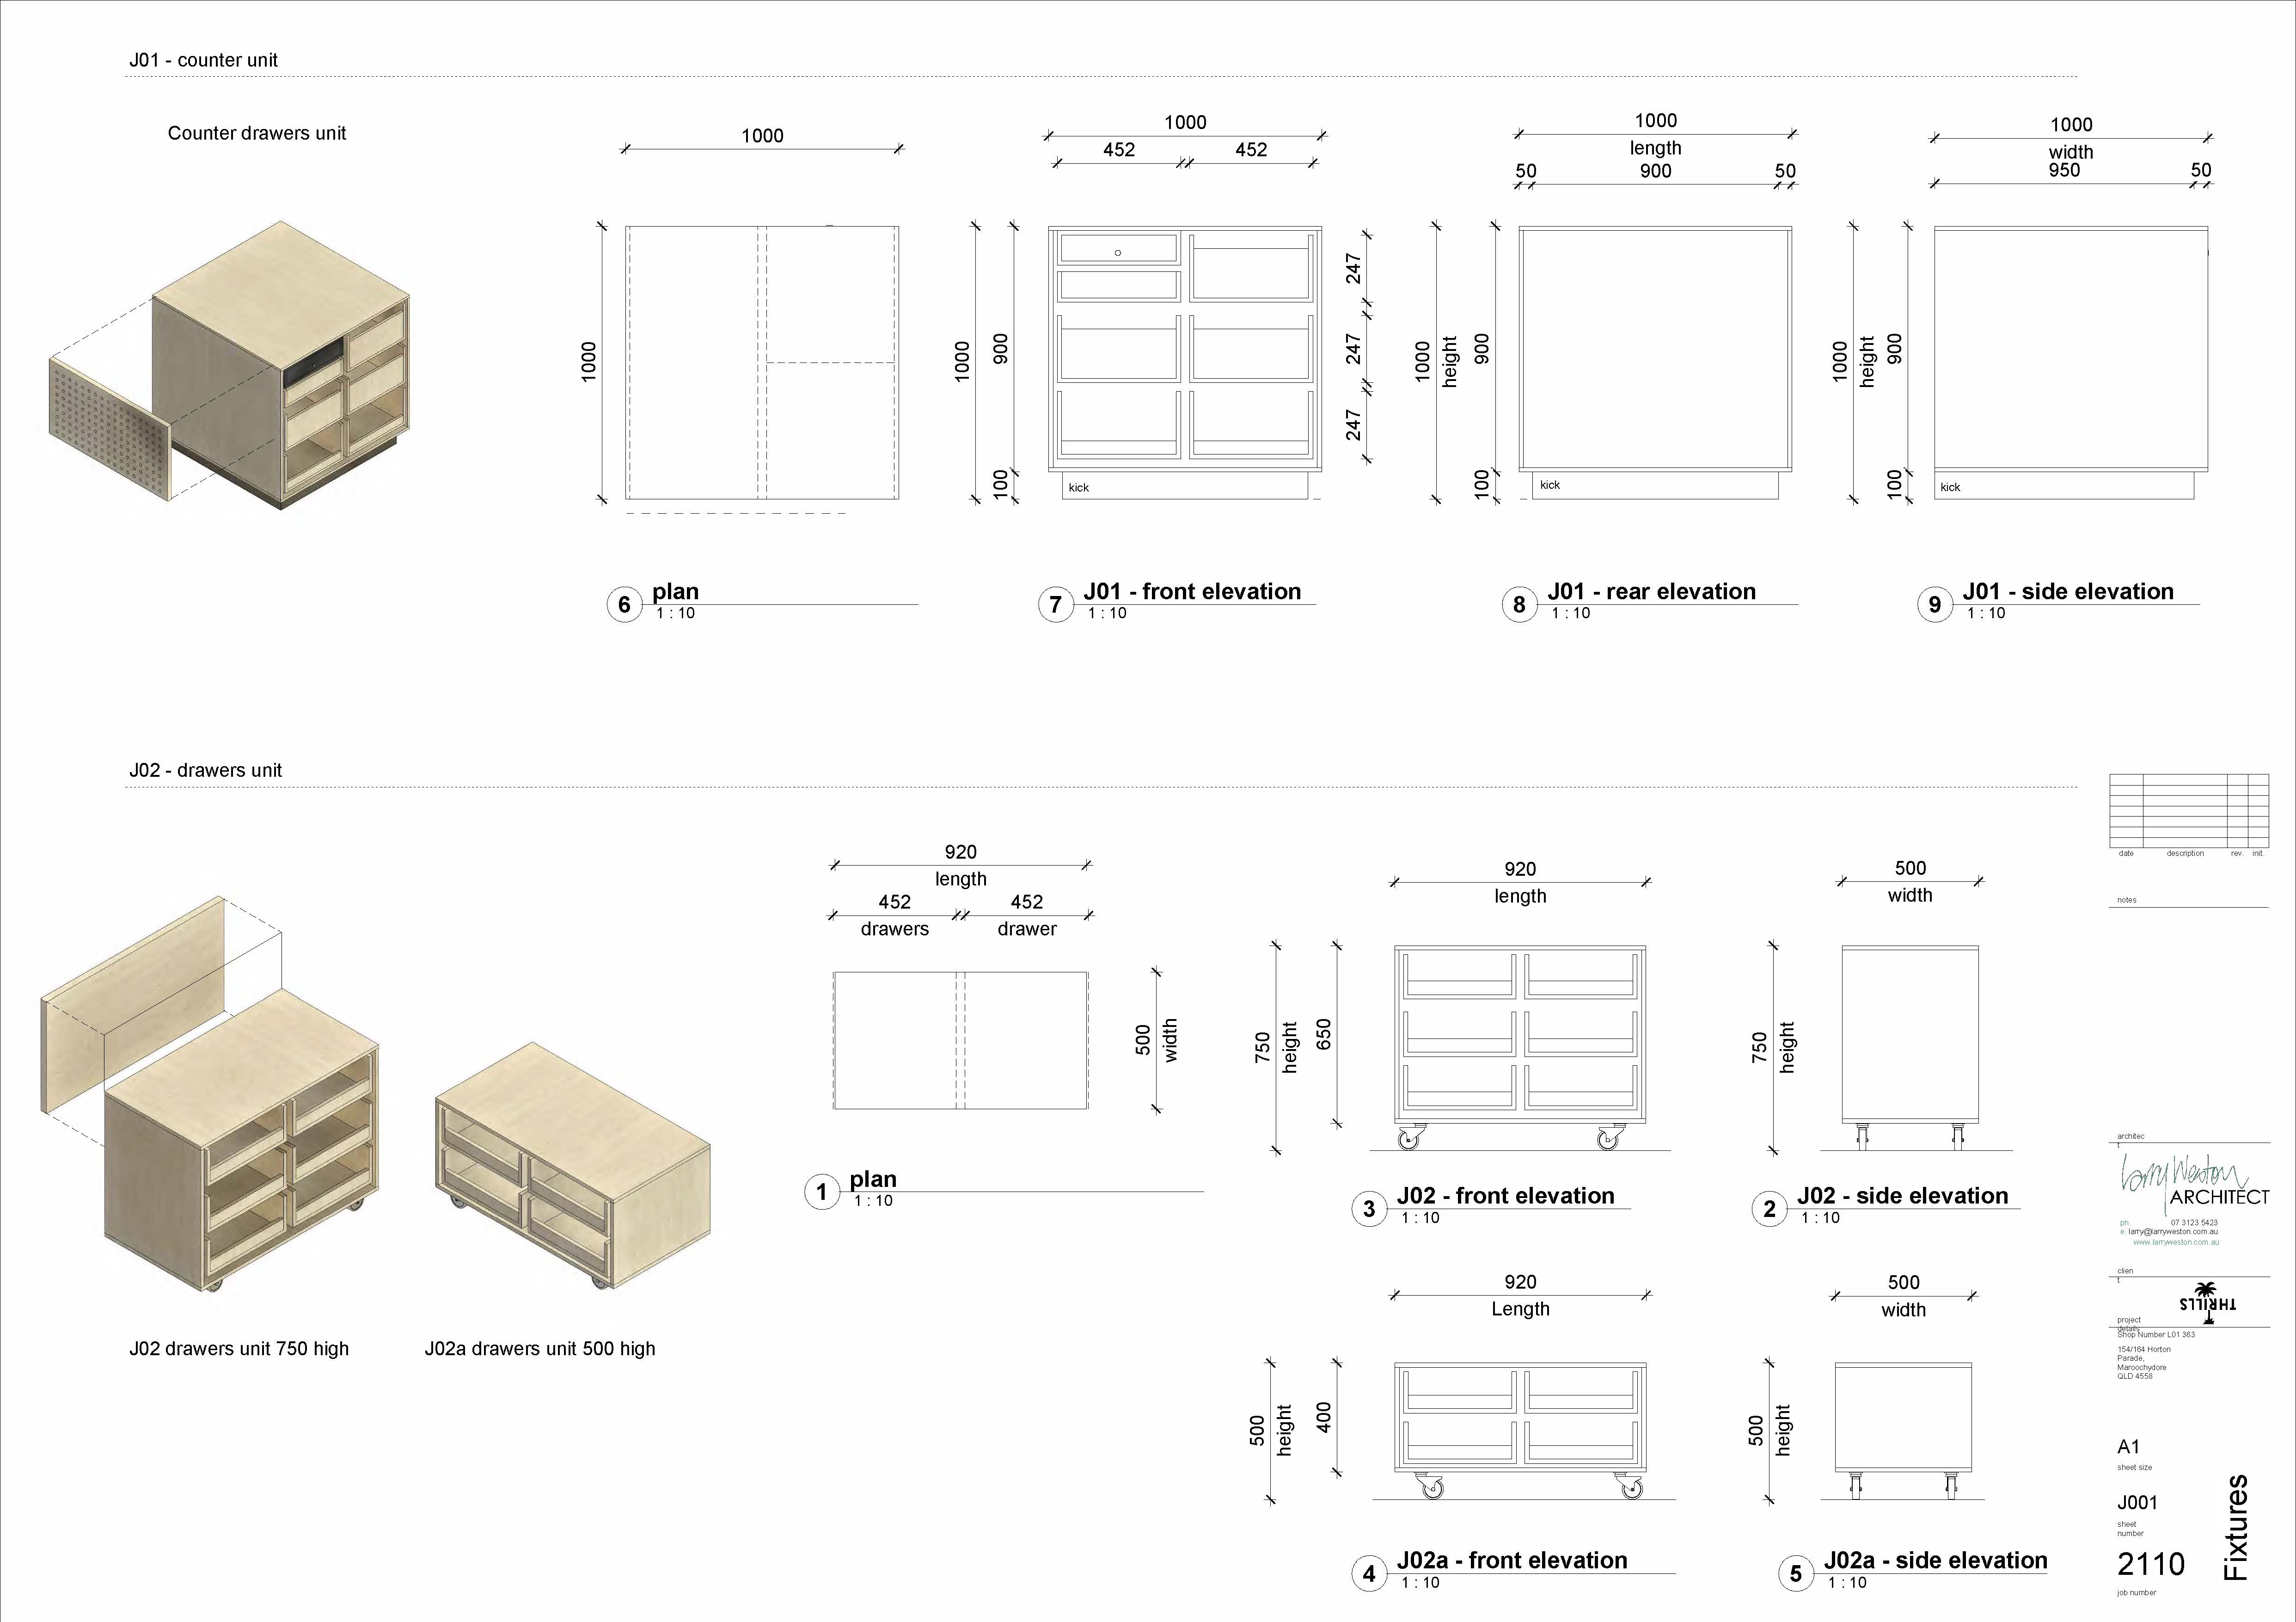 J01 - counter unit
Counter drawers unit
1000
1000
6
plan
1 : 10
1000
452
452
1000
900
100
247
247
247
kick
7
J01 - front elevation
1 : 10
1000
length
50
900
50
1000
height
900
100
kick
8
J01 - rear elevation
1 : 10
1000
width
950
50
1000
height
900
100
kick
9
J01 - side elevation
1 : 10
J02 - drawers unit
J02 drawers unit 750 high
J02a drawers unit 500 high
920
length
452
452
drawers
drawer
500
width
1
plan
1 : 10
920
length
750
height
650
3
J02 - front elevation
1 : 10
500
width
750
height
2
J02 - side elevation
1 : 10
920
Length
500
height
400
4
J02a - front elevation
1 : 10
500
width
500
height
5
J02a - side elevation
1 : 10
date description rev. init.
notes
architec
t
Larry Weston
ARCHITECT
ph. 07 3123 5423
e. larry@larryweston.com.au
www.larryweston.com.au
clien
t
THRILLS
project
details
Shop Number L01 363
154/164 Horton
Parade,
Maroochydore
QLD 4558
A1
sheet size
J001
sheet
number
2110
job number
Fixtures